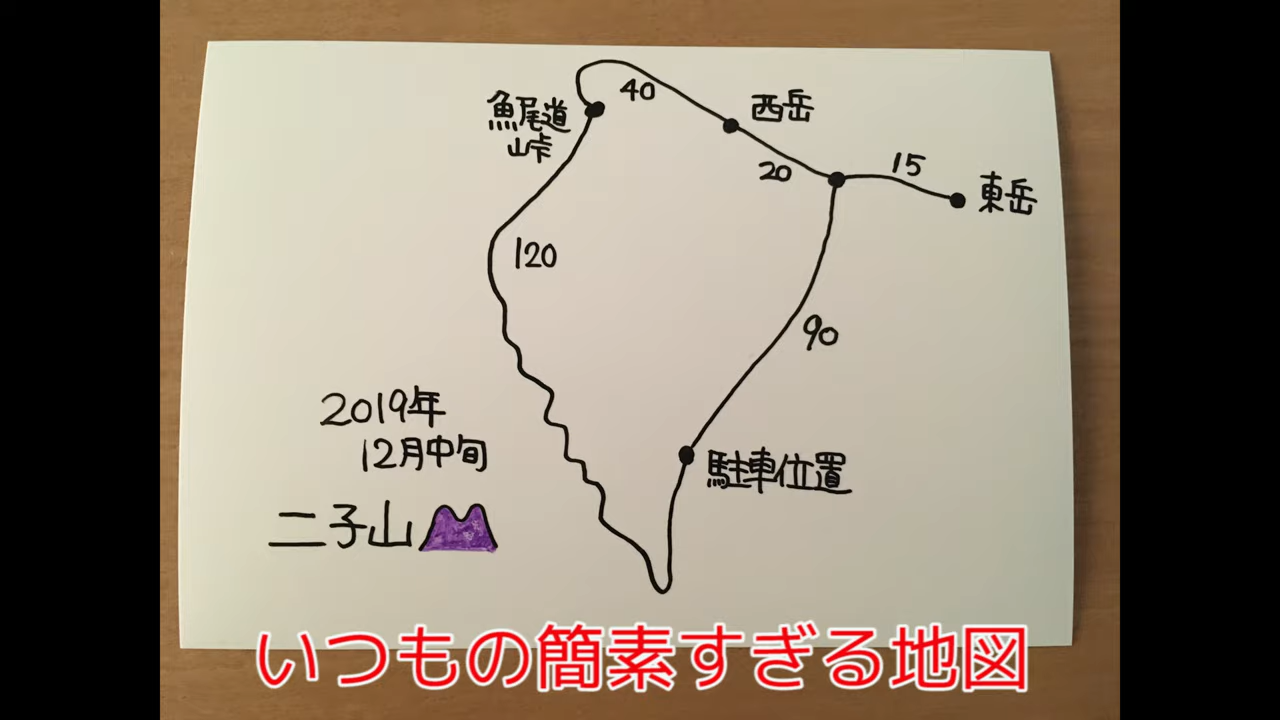 40
魚尾道
山峠
西岳
20
15
東岳
120
90
2019年
12月中旬
駐車位置
二子山
いつもの簡素すぎる地図